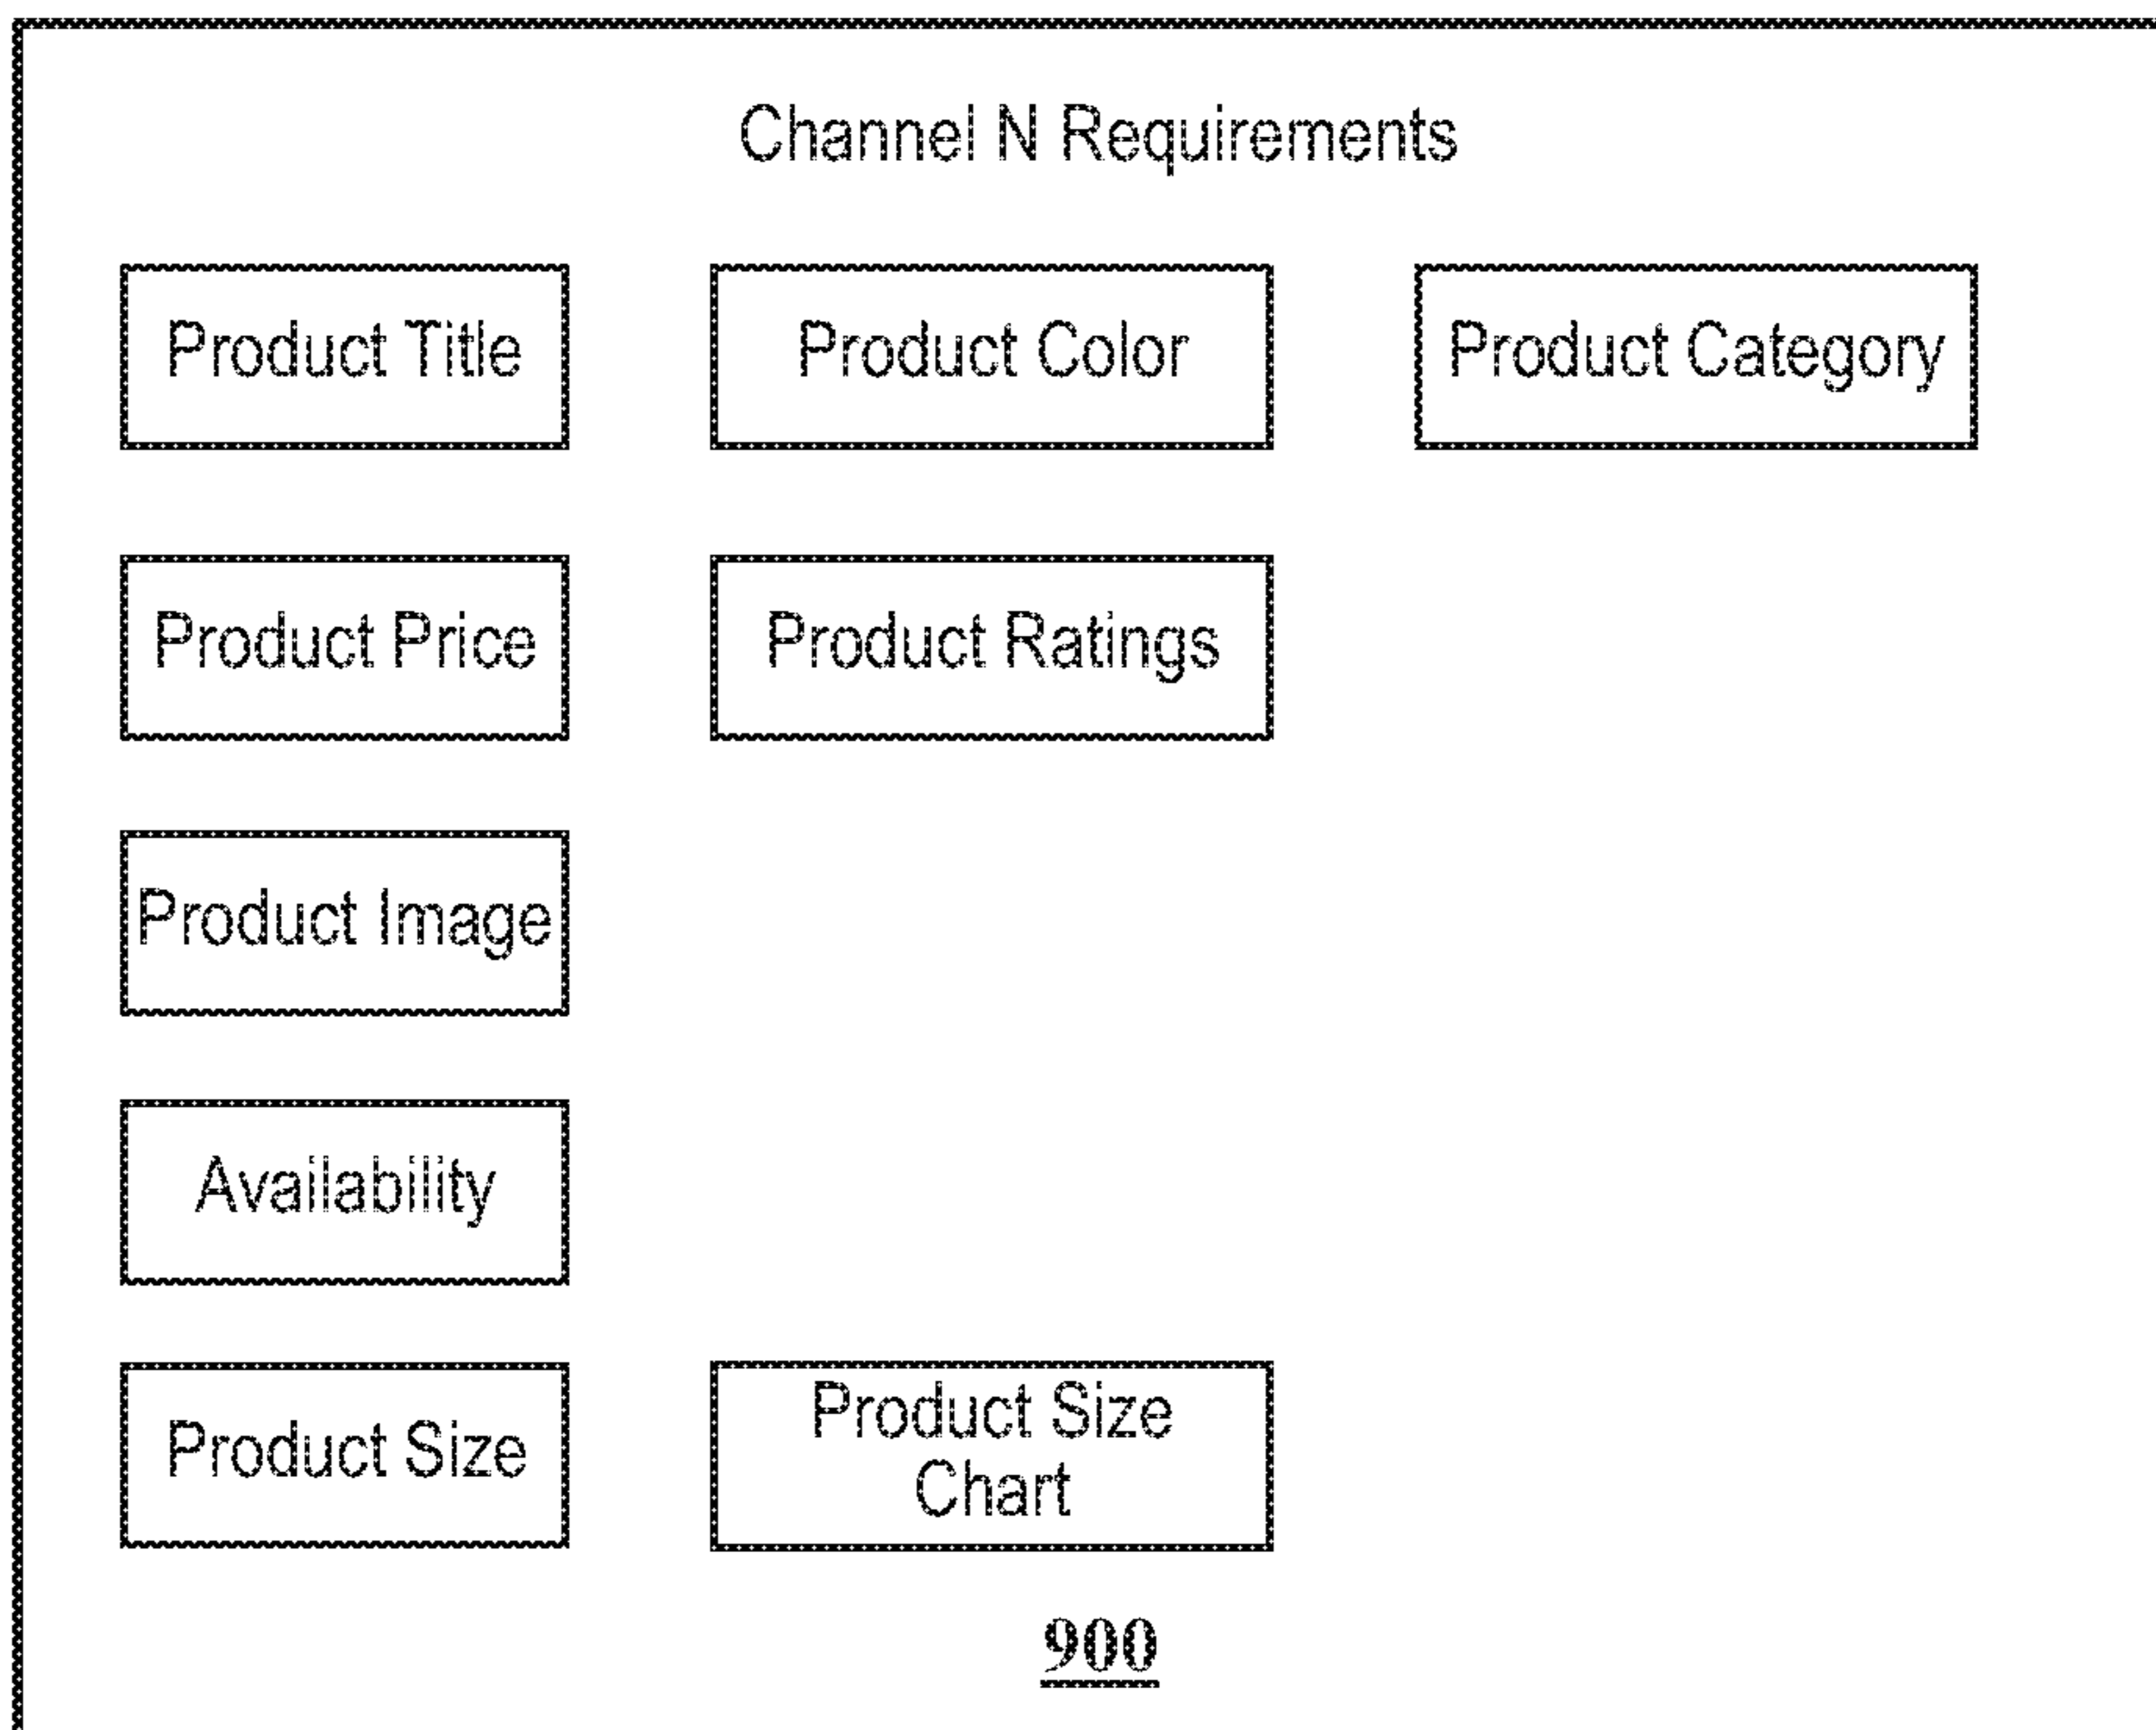 Channel N Requirements
Product Title
Product Color
Product Category
Product Price
Product Ratings
Product Image
Availability
Product Size
Product Size
Chart
900